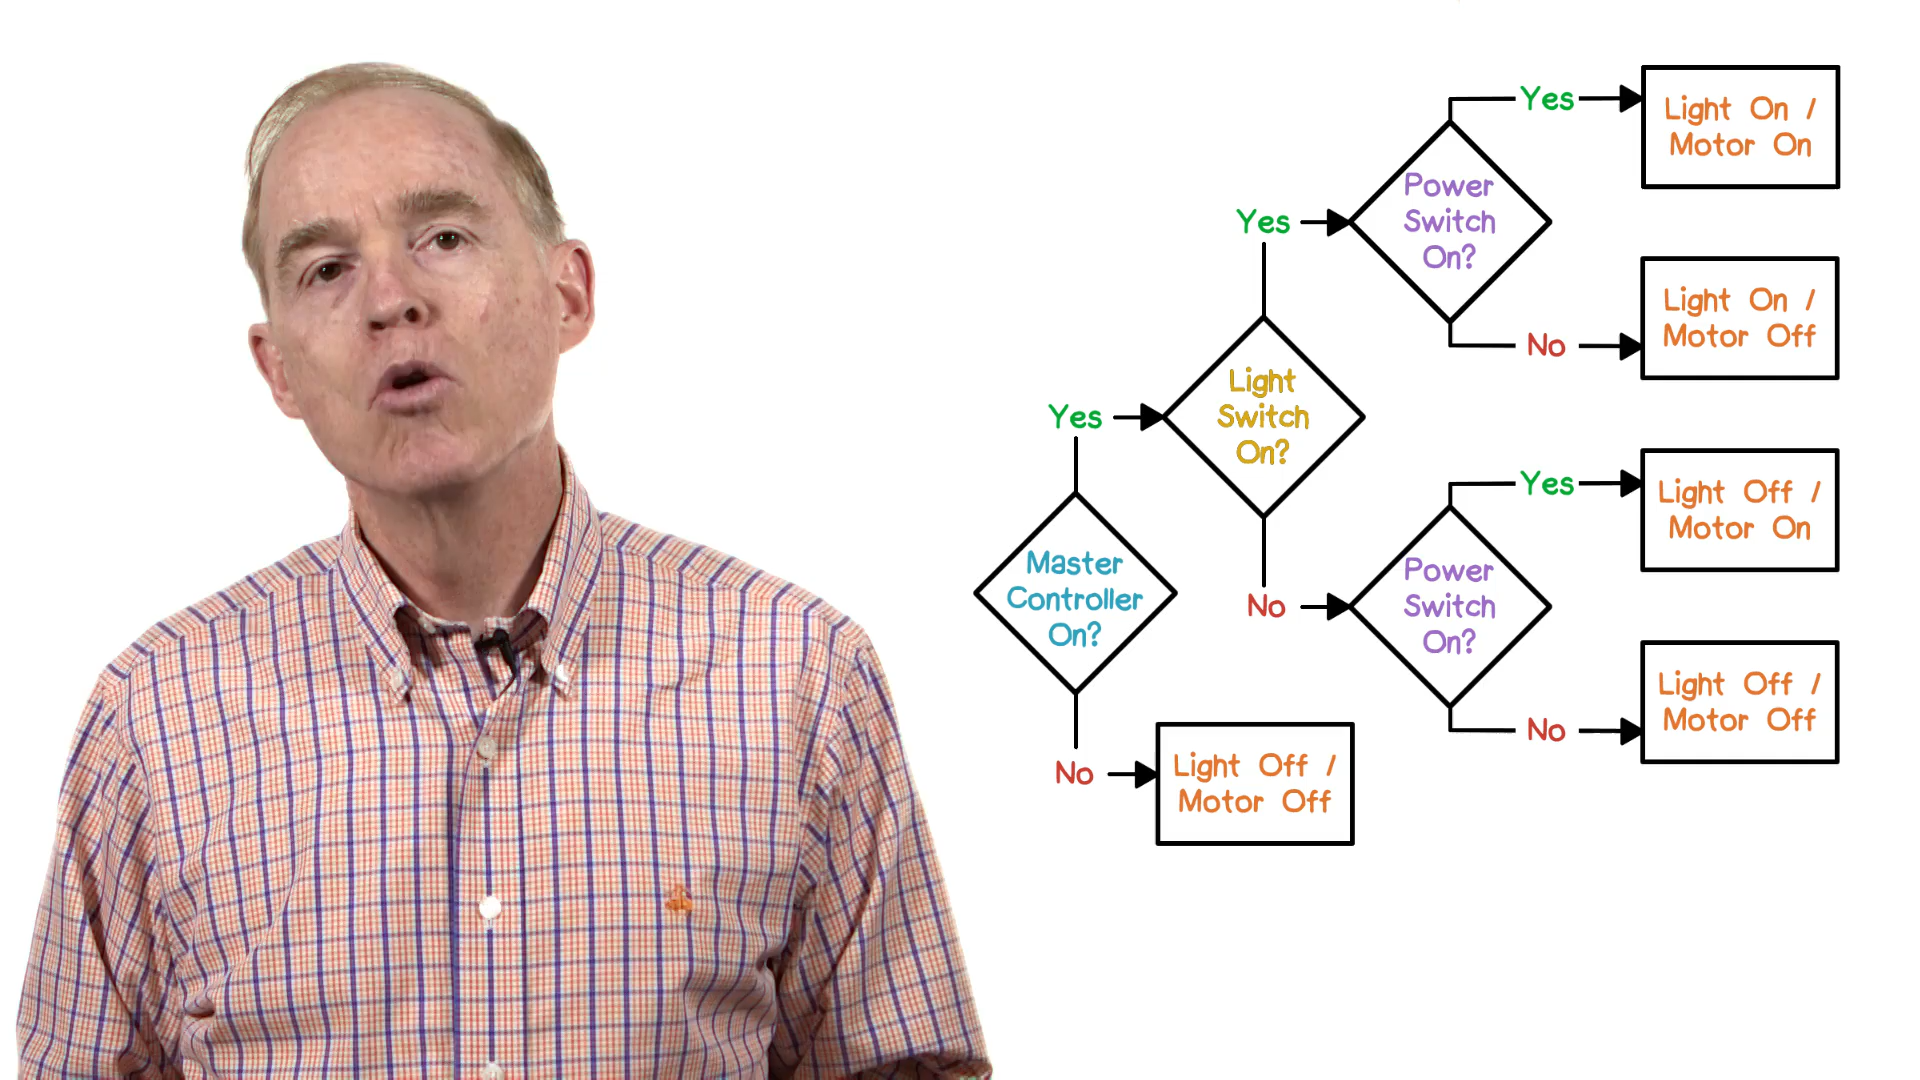 Yes
Light On /
Motor On
Power
Switch
On?
Yes
Light On /
Motor Off
No
Light
Switch
On?
Yes
Yes
Light Off /
Motor On
Master
Controller
On?
Power
Switch
On?
No
Light Off /
Motor Off
No
No
Light Off /
Motor Off